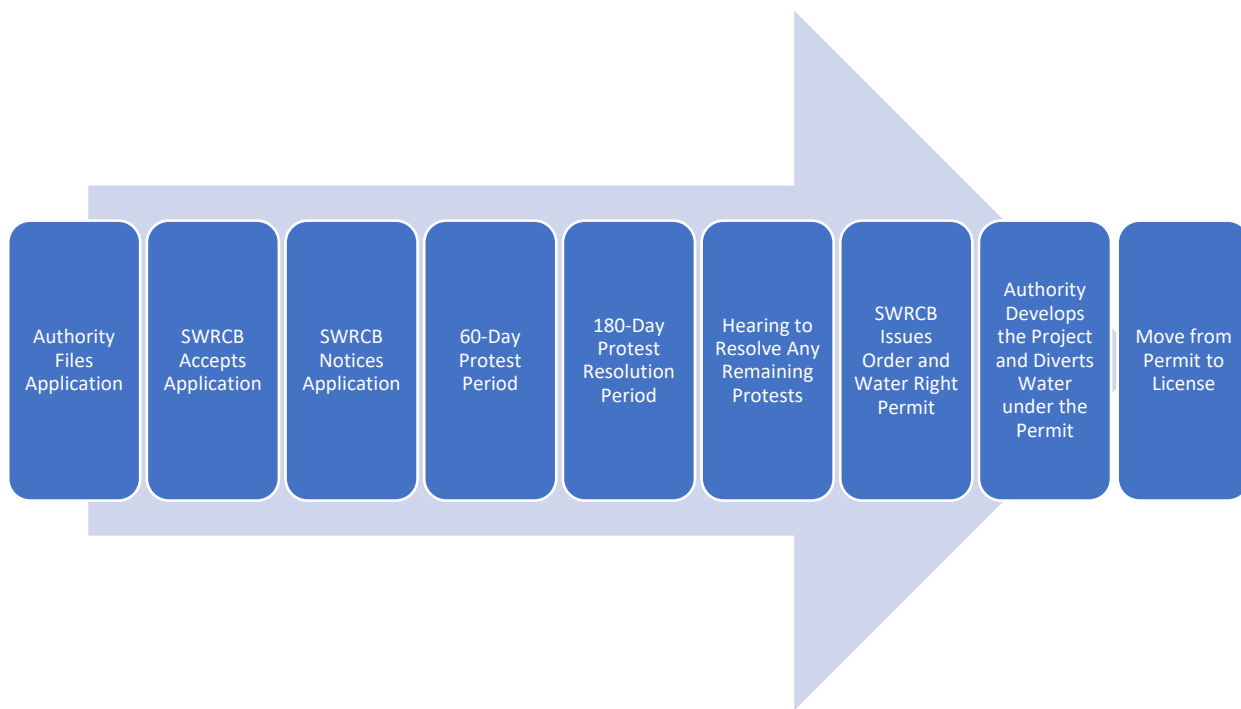 Authority
Files
Application
SWRCB
Accepts
Application
SWRCB
Notices
Application
60-Day
Protest
Period
180-Day
Protest
Resolution
Period
Hearing to
Resolve Any
Remaining
Protests
SWRCB
Issues
Order and
Water Right
Permit
Authority
Develops
the Project
and Diverts
Water
under the
Permit
Move from
Permit to
License